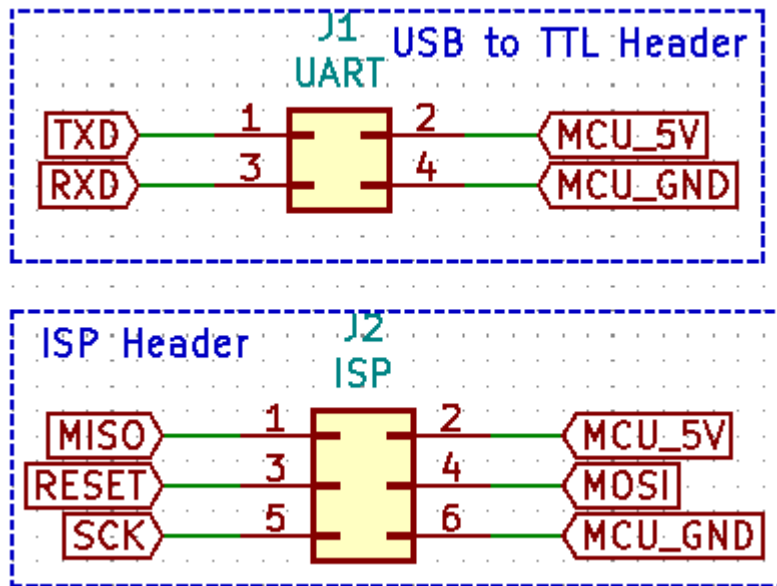 J1 USB to TTL Header
UART
TXD 1 2 MCU_5V
RXD 3 4 MCU_GND
ISP Header J2
ISP
MISO 1 2 MCU_5V
RESET 3 4 MOSI
SCK 5 6 MCU_GND